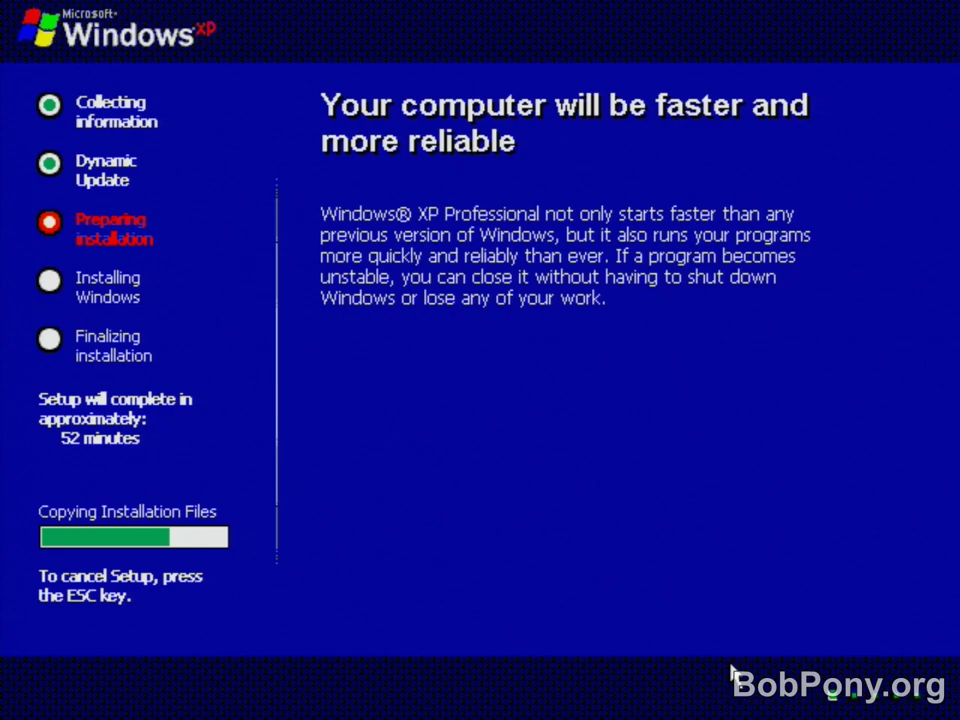 Microsoft®
Windows XP
Collecting
information
Dynamic
Update
Preparing
installation
Installing
Windows
Finalizing
installation
Setup will complete in
approximately:
52 minutes
Copying Installation Files
To cancel Setup, press
the ESC key.
Your computer will be faster and
more reliable
Windows® XP Professional not only starts faster than any
previous version of Windows, but it also runs your programs
more quickly and reliably than ever. If a program becomes
unstable, you can close it without having to shut down
Windows or lose any of your work.
BobPony.org